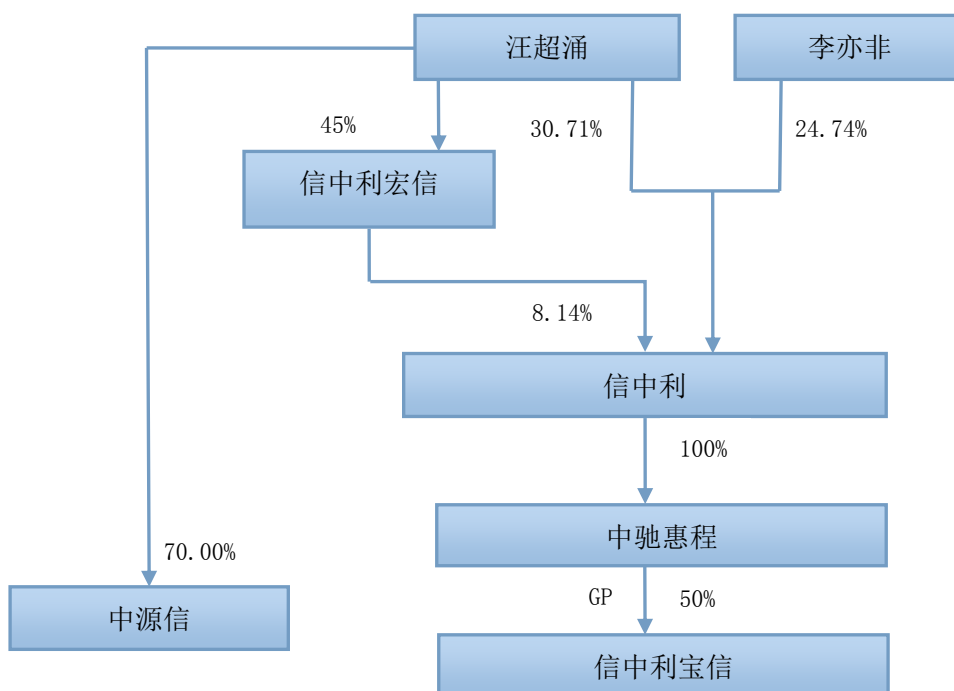 汪超涌
李亦非
45%
30.71%
24.74%
信中利宏信
8.14%
信中利
100%
中驰惠程
70.00%
GP
50%
中源信
信中利宝信